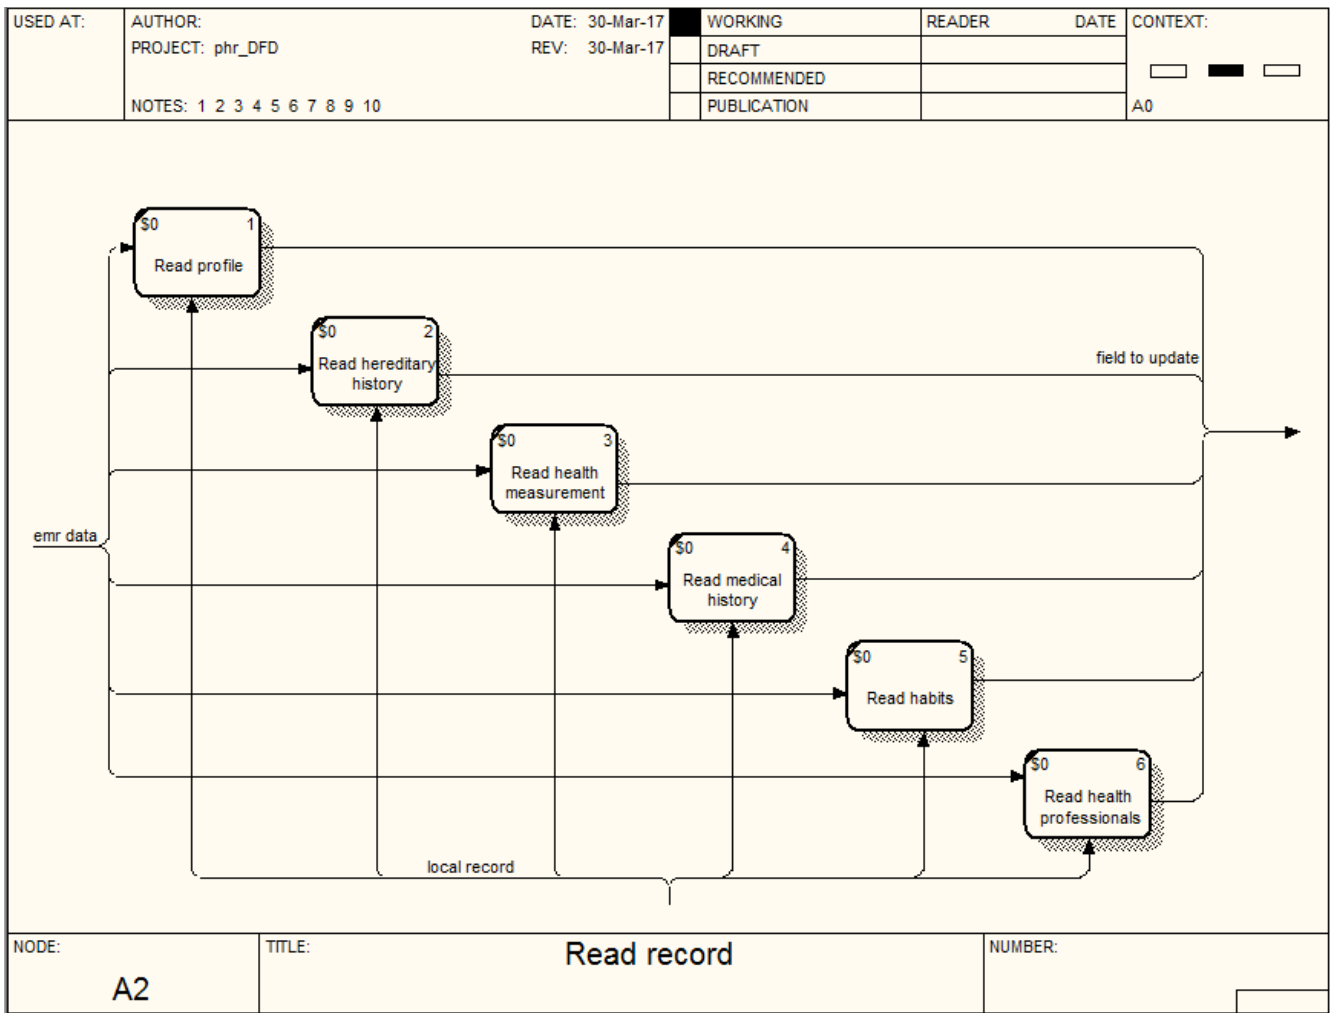 USED AT:
AUTHOR:
DATE: 30-Mar-17
WORKING
READER
DATE
CONTEXT:
PROJECT: phr_DFD
REV: 30-Mar-17
DRAFT
RECOMMENDED
NOTES: 1 2 3 4 5 6 7 8 9 10
PUBLICATION
A0
$0 1
Read profile
$0 2
Read hereditary
history
field to update
$0 3
Read health
measurement
emr data
$0 4
Read medical
history
$0 5
Read habits
$0 6
Read health
professionals
local record
NODE:
A2
TITLE:
Read record
NUMBER: